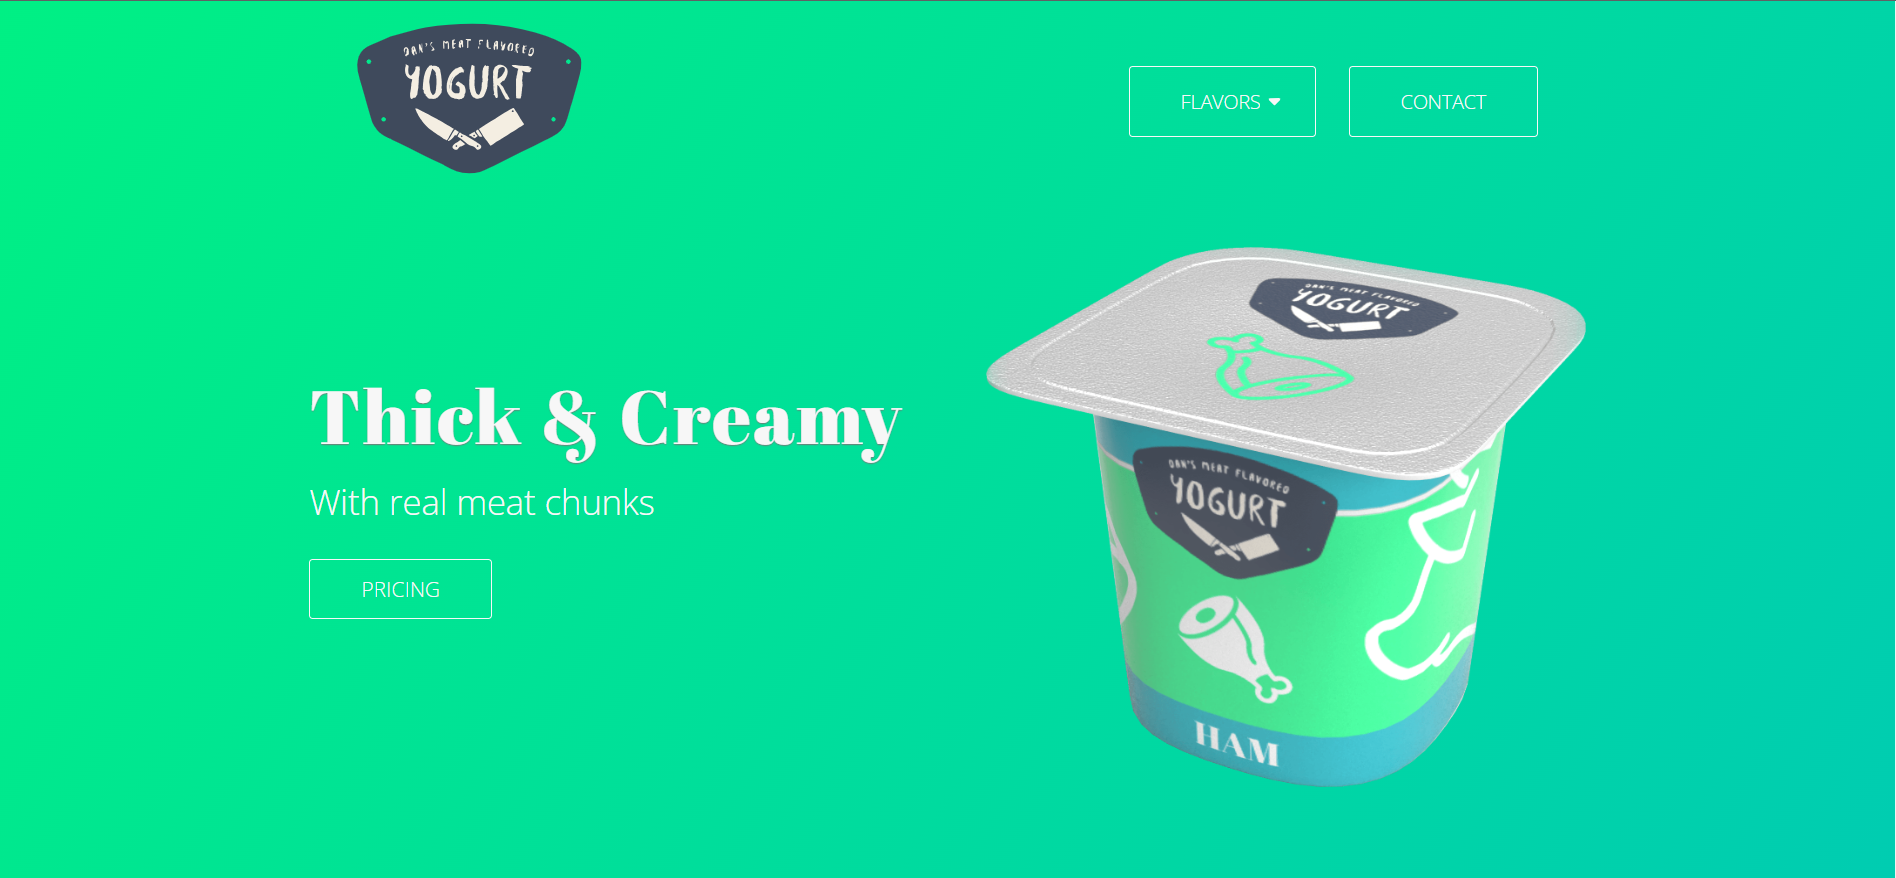 DAN'S MEAT FLAVORED
YOGURT
FLAVORS
CONTACT
Thick & Creamy
With real meat chunks
PRICING
DAN'S MEAT FLAVORED
YOGURT
DAN'S MEAT FLAVORED
YOGURT
HAM